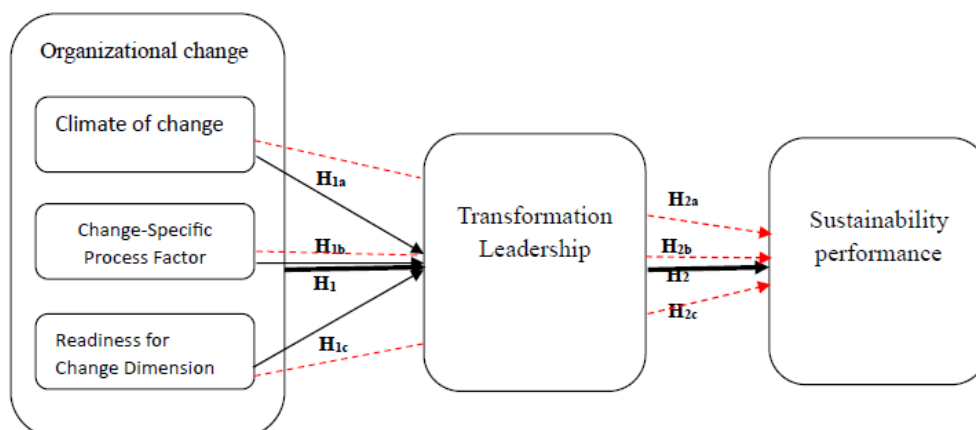 Organizational change
Climate of change
H1a
Change-Specific
Process Factor
H1b
H1
Readiness for
Change Dimension
H1c
Transformation
Leadership
H2a
H2b
H2
H2c
Sustainability
performance